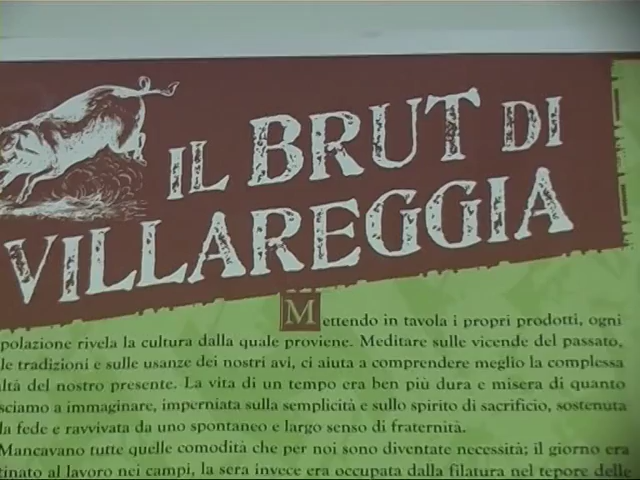 IL BRUT DI
VILLAREGGIA
Mettendo in tavola i propri prodotti, ogni
polazione rivela la cultura dalla quale proviene. Meditare sulle vicende del passato,
le tradizioni e sulle usanze dei nostri avi, ci aiuta a comprendere meglio la complessa
ltà del nostro presente. La vita di un tempo era ben più dura e misera di quanto
sciamo a immaginare, imperniata sulla semplicità e sullo spirito di sacrificio, sostenuta
la fede e ravvivata da uno spontaneo e largo senso di fraternità.
Mancavano tutte quelle comodità che per noi sono diventate necessità; il giorno era
tinato al lavoro nei campi, la sera invece era occupata dalla filatura nel tepore delle